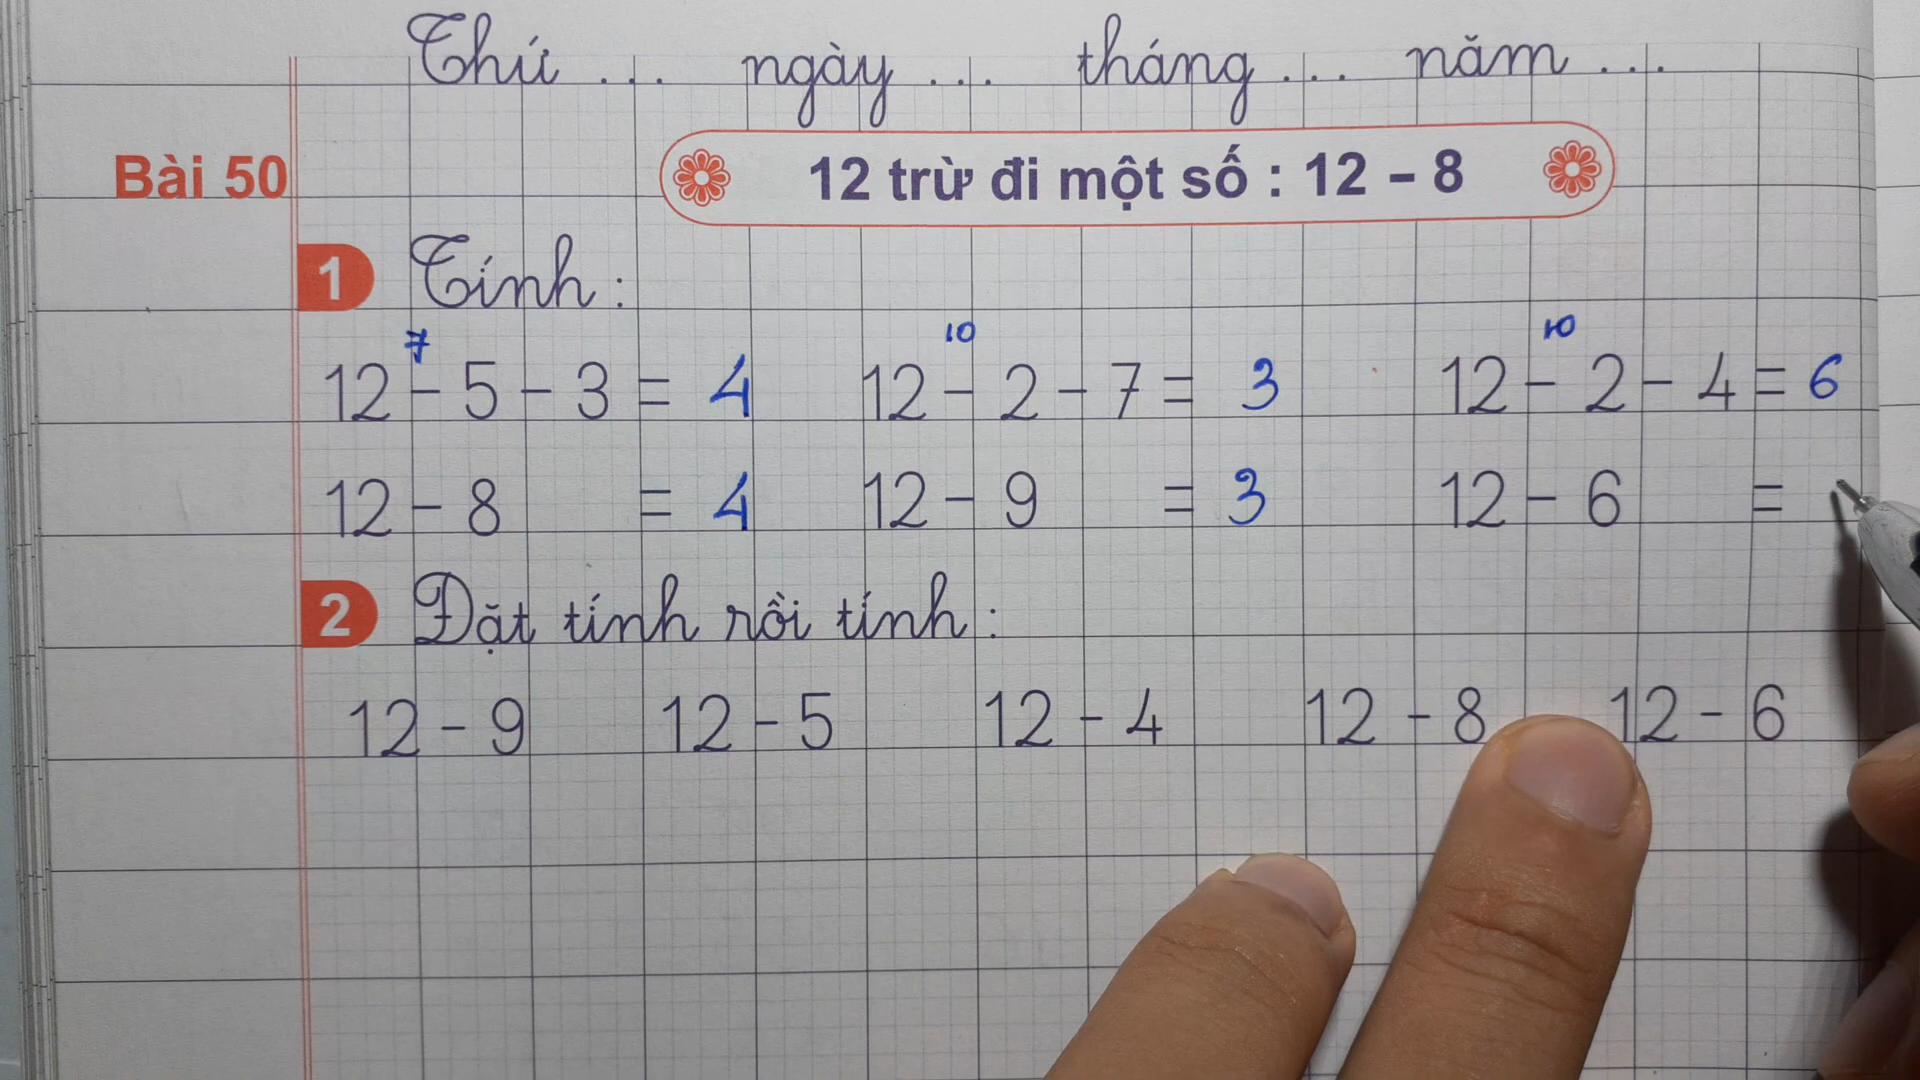 Thứ ... ngày ... tháng ... năm ...
Bài 50 12 trừ đi một số : 12 - 8
1 Tính :
7 10 10
12 - 5 - 3 = 4 12 - 2 - 7 = 3 12 - 2 - 4 = 6
12 - 8 = 4 12 - 9 = 3 12 - 6 =
2 Đặt tính rồi tính :
12 - 9 12 - 5 12 - 4 12 - 8 12 - 6